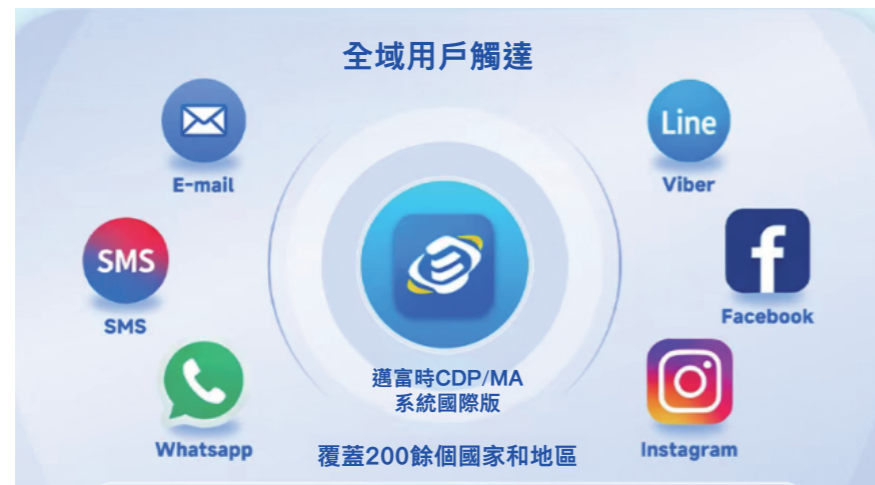 全域用戶觸達
E-mail
Line
Viber
SMS
SMS
f
Facebook
Whatsapp
邁富時CDP/MA
系統國際版
Instagram
覆蓋200餘個國家和地區